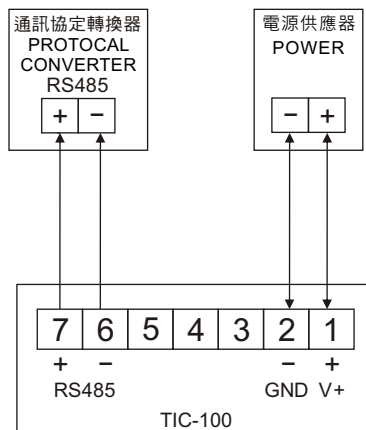 通訊協定轉換器
PROTOCAL
CONVERTER
RS485
+ −
電源供應器
POWER
− +
7 6 5 4 3 2 1
+ − − +
RS485 GND V+
TIC-100